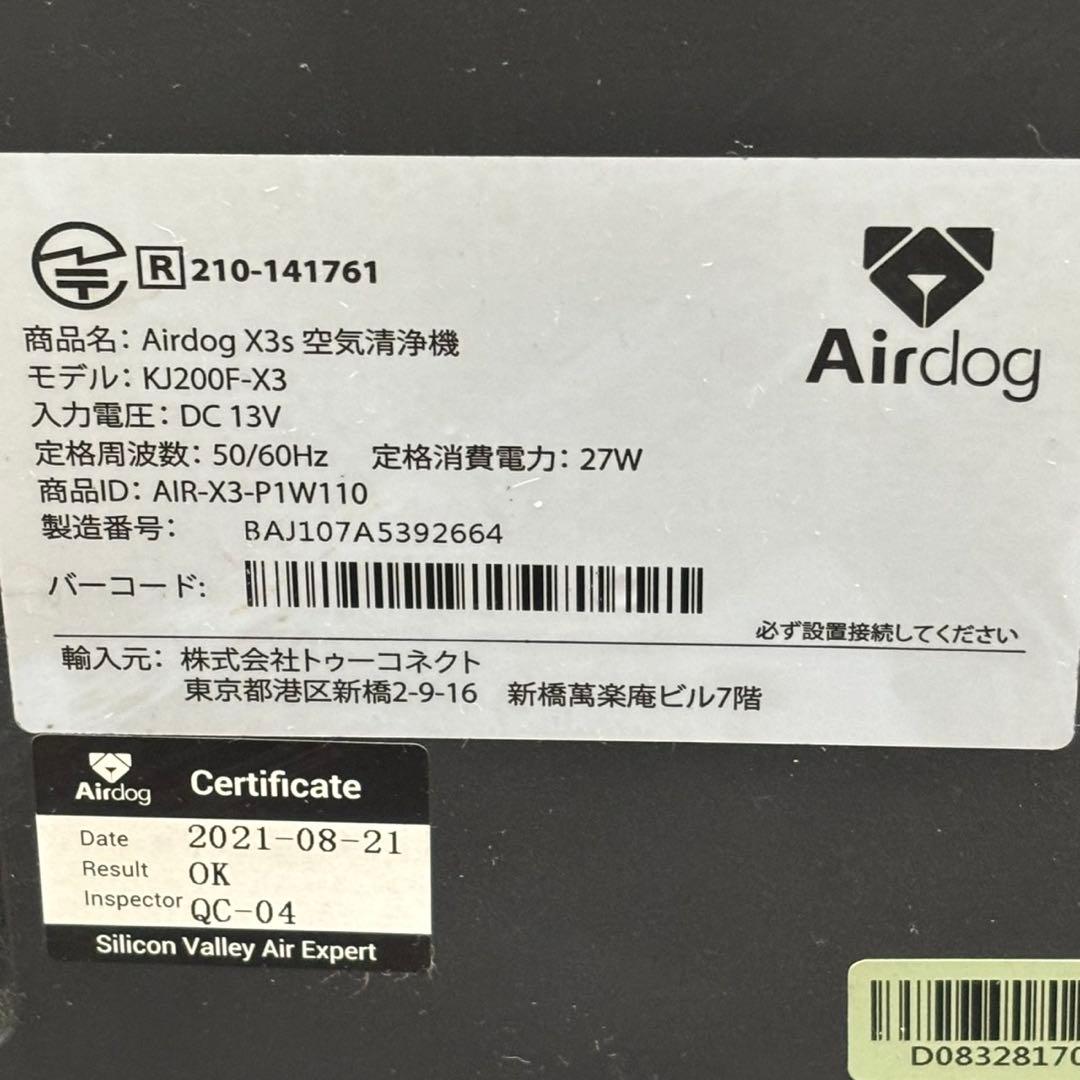 R 210-141761
Airdog
商品名: Airdog X3s 空気清浄機
モデル: KJ200F-X3
入力電圧: DC 13V
定格周波数: 50/60Hz 定格消費電力: 27W
商品ID: AIR-X3-P1W110
製造番号: BAJ107A5392664
バーコード:
必ず設置接続してください
輸入元: 株式会社トゥーコネクト
東京都港区新橋2-9-16 新橋萬楽庵ビル7階
Airdog Certificate
Date 2021-08-21
Result OK
Inspector QC-04
Silicon Valley Air Expert
D08328170